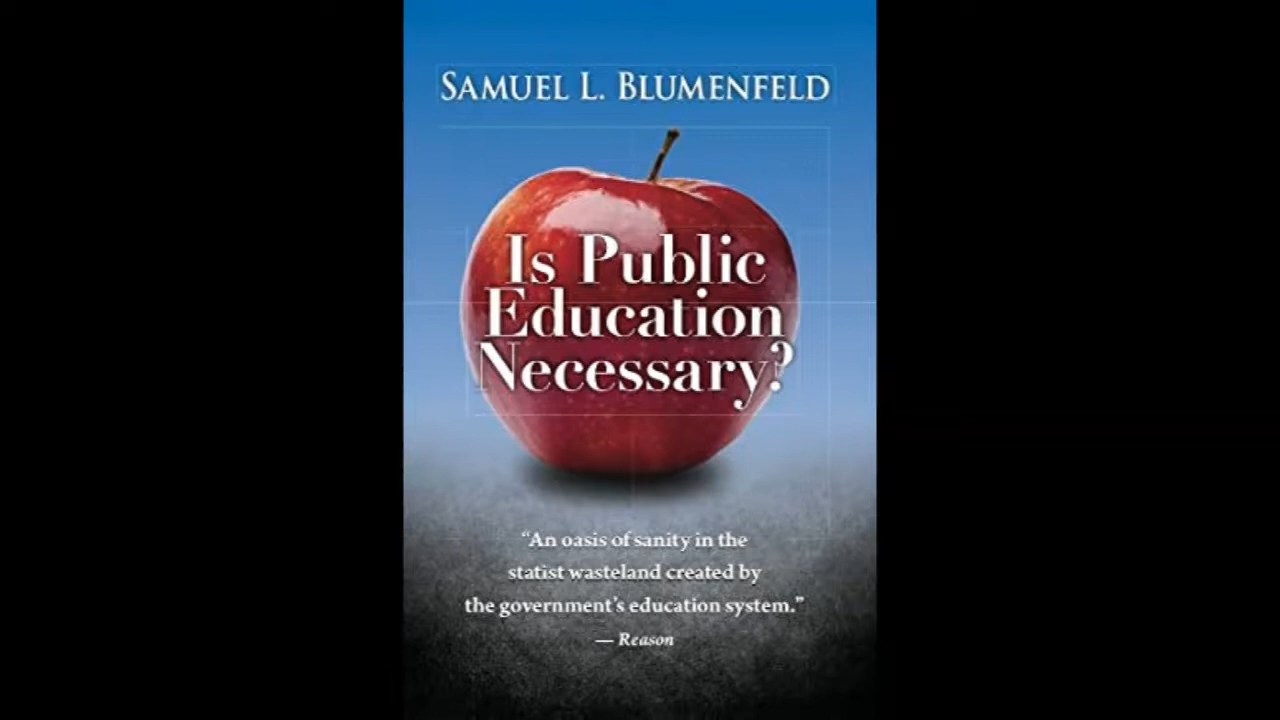 SAMUEL L. BLUMENFELD
Is Public
Education
Necessary?
“An oasis of sanity in the
statist wasteland created by
the government’s education system.”
— Reason